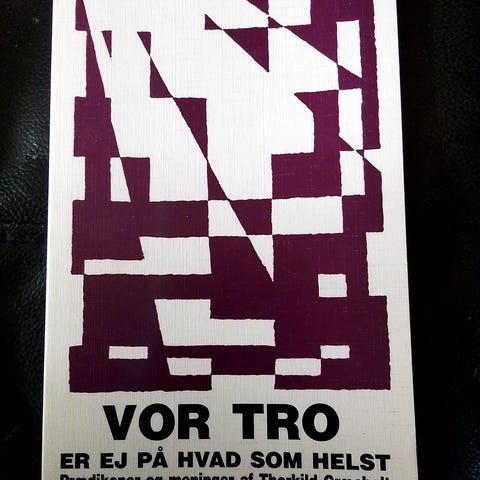 VOR TRO
ER EJ PÅ HVAD SOM HELST
Prædikener og meninger af Thorkild